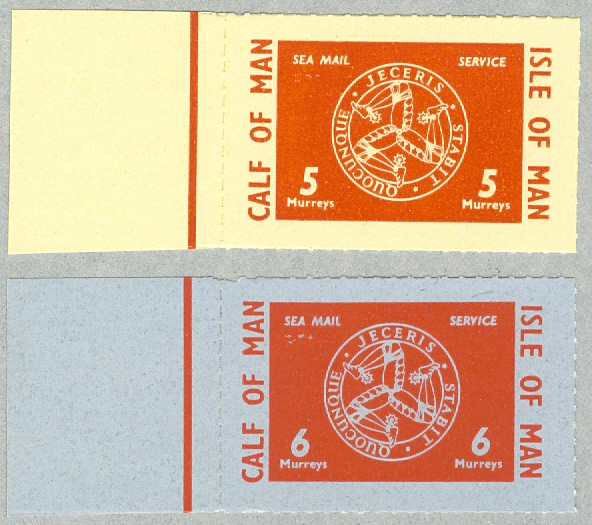 CALF OF MAN
SEA MAIL SERVICE
QUOCUNQUE · JECERIS · STABIT ·
5 5
Murreys Murreys
ISLE OF MAN
CALF OF MAN
SEA MAIL SERVICE
QUOCUNQUE · JECERIS · STABIT ·
6 6
Murreys Murreys
ISLE OF MAN